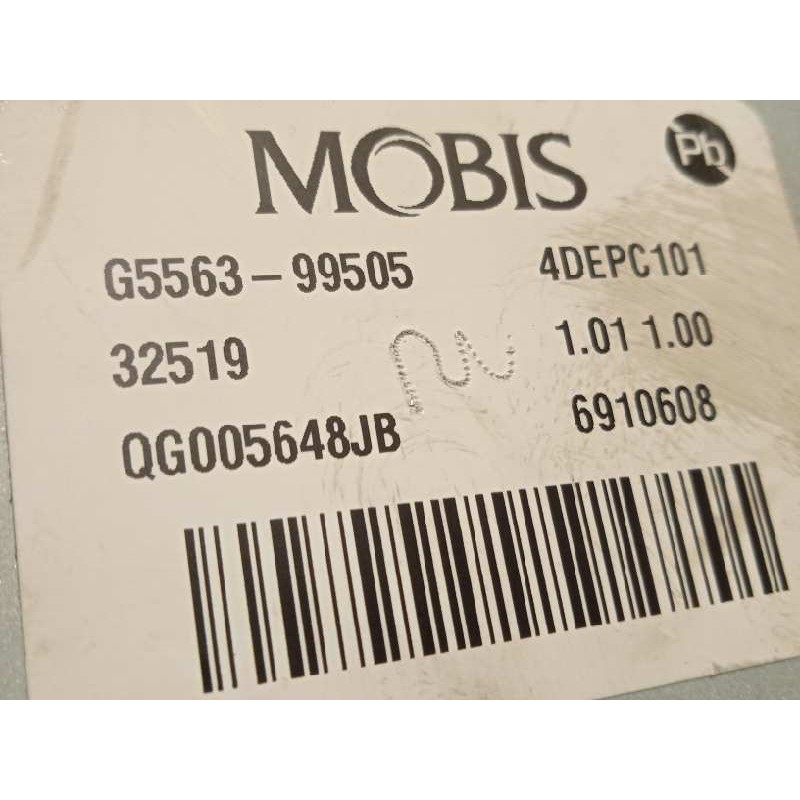 MOBIS
Pb
G5563-99505 4DEPC101
32519 1.01 1.00
QG005648JB 6910608